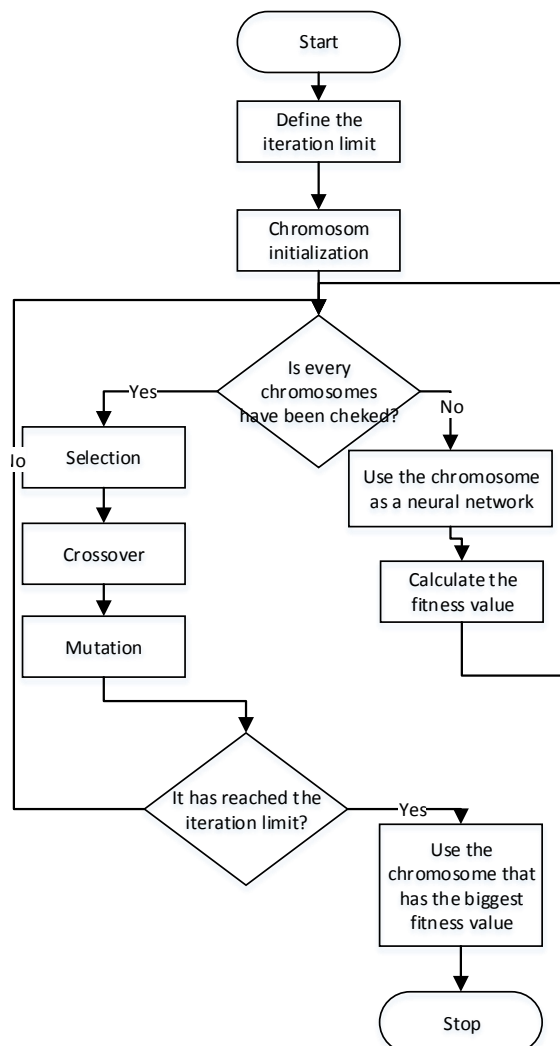 Start
Define the
iteration limit
Chromosom
initialization
Is every
chromosomes
have been cheked?
Yes
No
Selection
Use the chromosome
as a neural network
Crossover
Calculate the
fitness value
Mutation
It has reached the
iteration limit?
Yes
Use the
chromosome that
has the biggest
fitness value
Stop